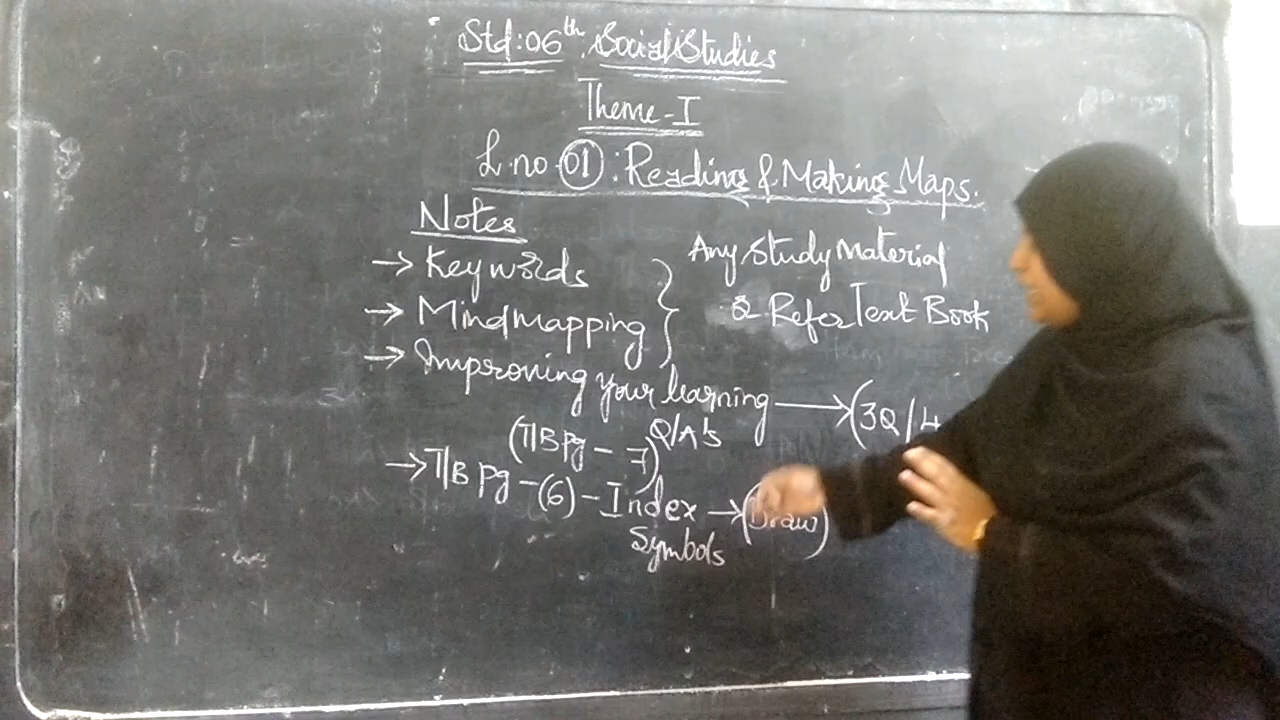 Std:06th Social Studies
Theme-I
L.no.01:Reading & Making Maps.
Notes
→ Keywords
→ Mindmapping
→ Improving your learning → (3Q/4
Any Study Material
& Refer Text Book
(T/B pg - 7) Q/A's
→ T/B pg-(6)-Index → (Draw)
Symbols